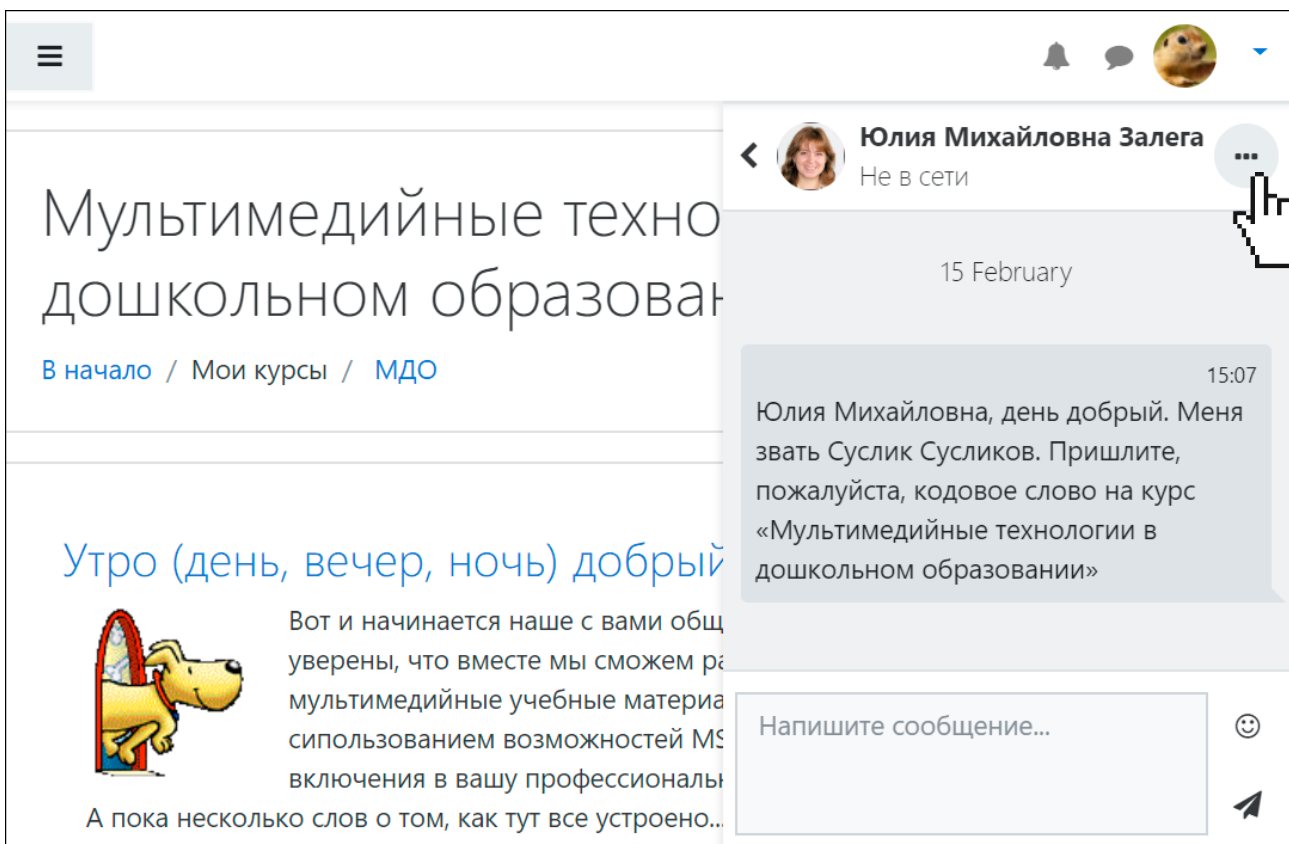 Мультимедийные техно
дошкольном образован
В начало / Мои курсы / МДО
Утро (день, вечер, ночь) добрый
Вот и начинается наше с вами общ
уверены, что вместе мы сможем ра
мультимедийные учебные материа
сипользованием возможностей MS
включения в вашу профессиональн
А пока несколько слов о том, как тут все устроено...
Юлия Михайловна Залега
Не в сети
15 February
15:07
Юлия Михайловна, день добрый. Меня
звать Суслик Сусликов. Пришлите,
пожалуйста, кодовое слово на курс
«Мультимедийные технологии в
дошкольном образовании»
Напишите сообщение...